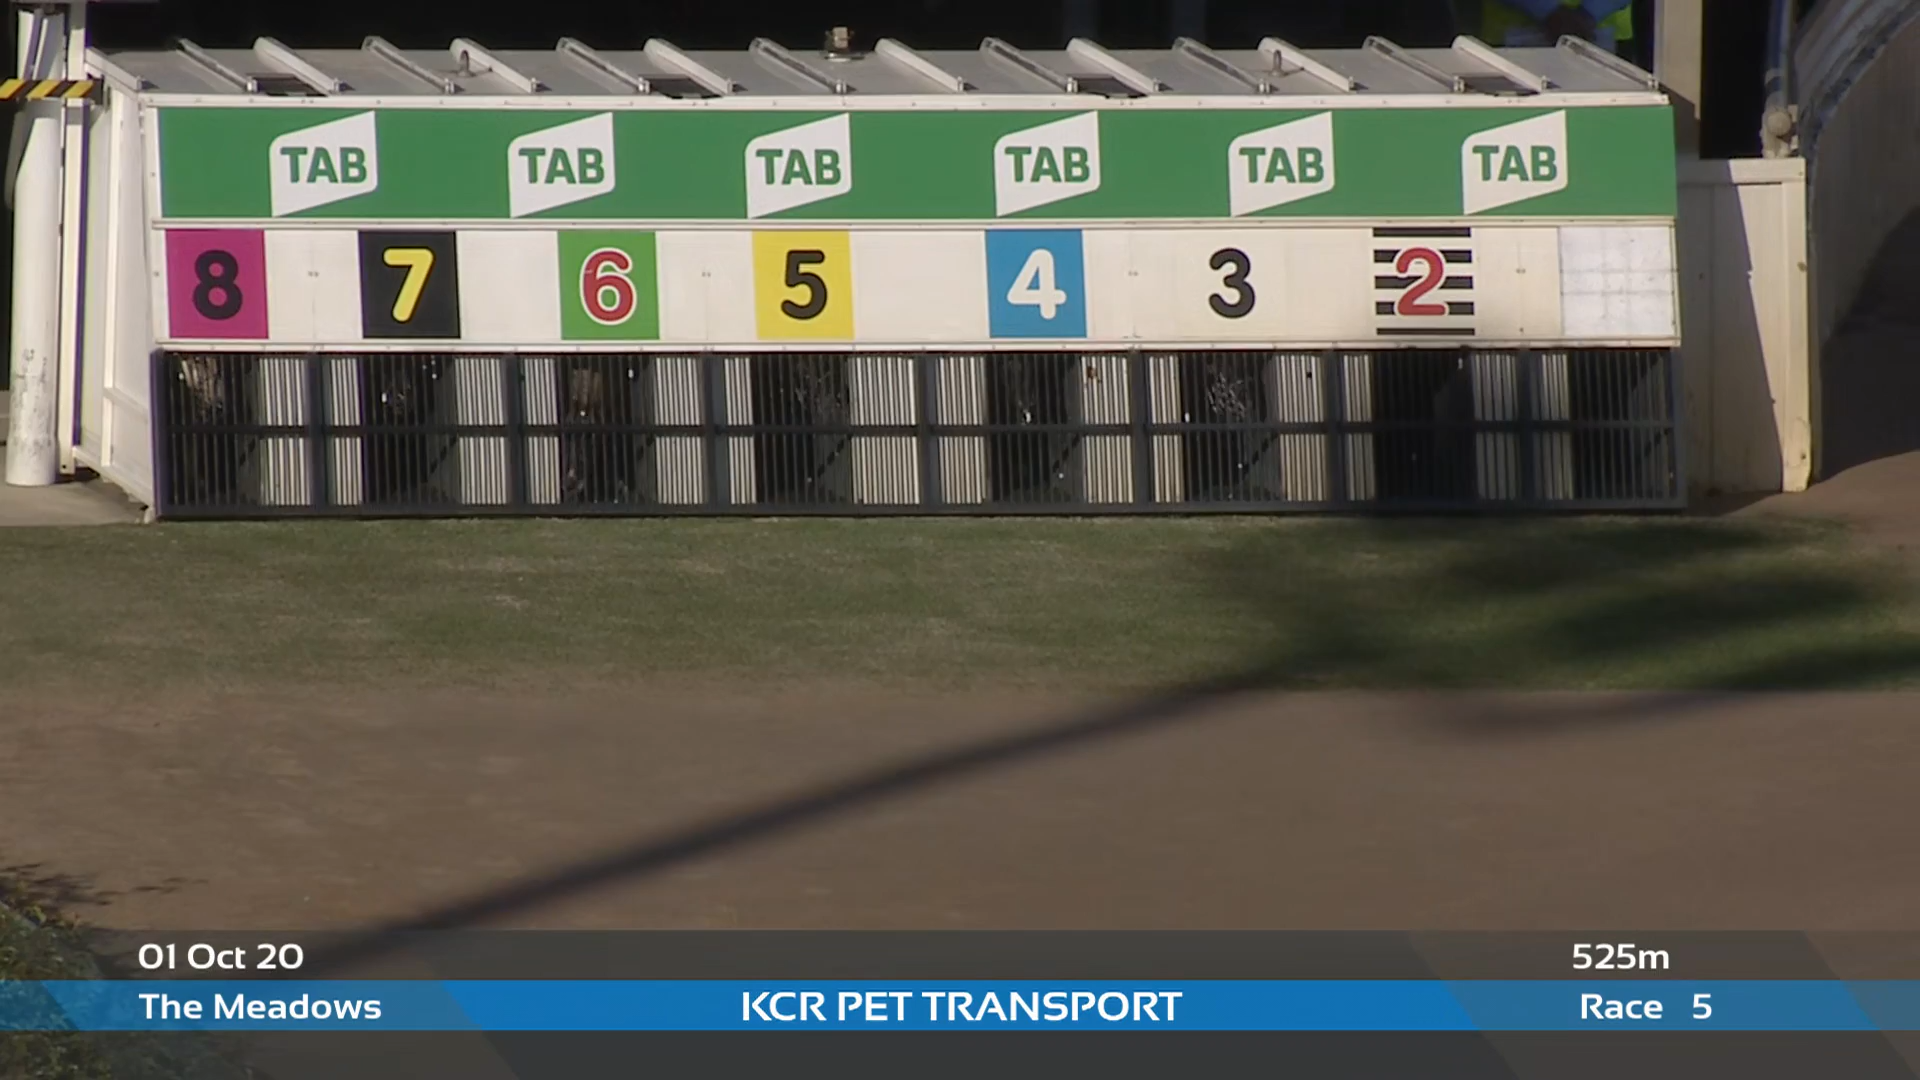 TAB TAB TAB TAB TAB TAB
8 7 6 5 4 3 2
01 Oct 20
525m
The Meadows
KCR PET TRANSPORT
Race 5